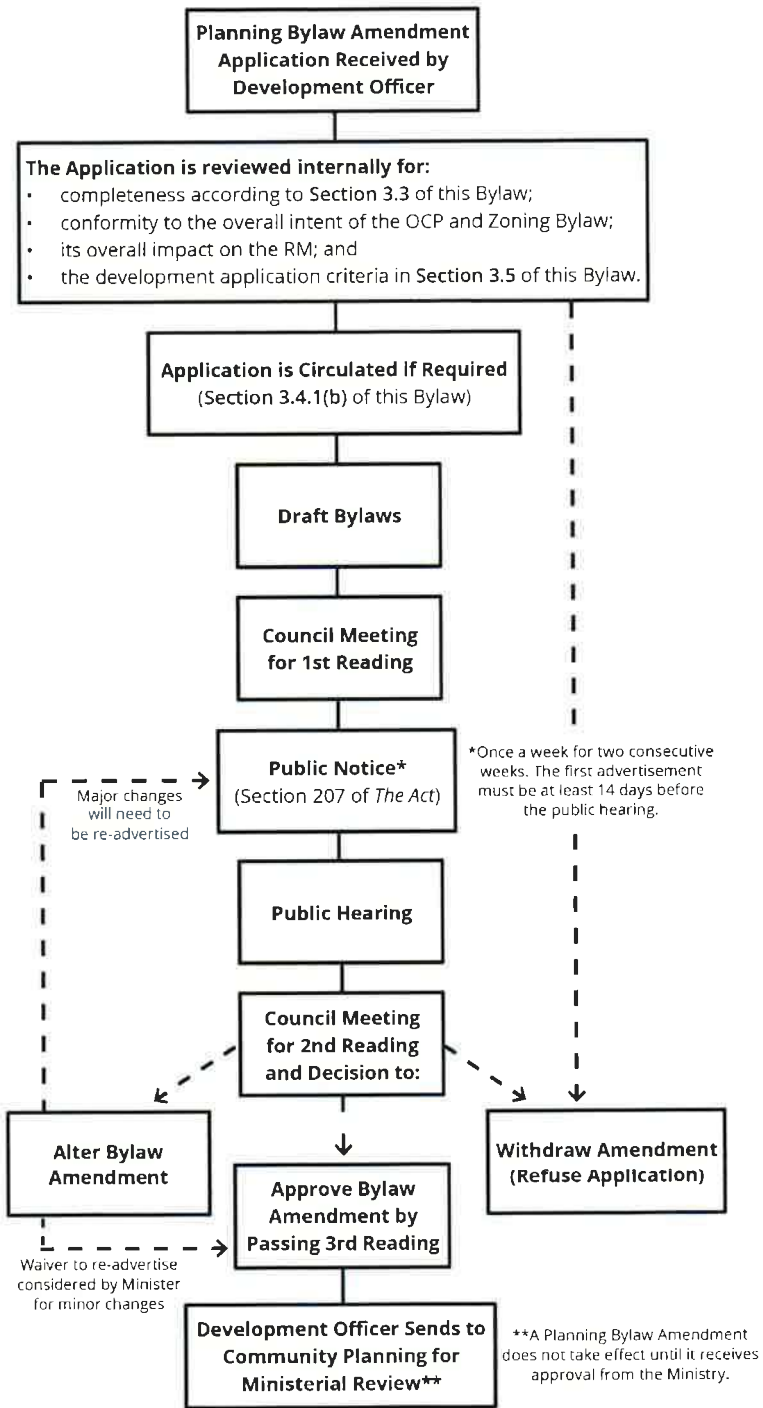 Planning Bylaw Amendment
Application Received by
Development Officer
The Application is reviewed internally for:
• completeness according to Section 3.3 of this Bylaw;
• conformity to the overall intent of the OCP and Zoning Bylaw;
• its overall impact on the RM; and
• the development application criteria in Section 3.5 of this Bylaw.
Application is Circulated if Required
(Section 3.4.1(b) of this Bylaw)
Draft Bylaws
Council Meeting
for 1st Reading
Public Notice*
(Section 207 of The Act)
*Once a week for two consecutive
weeks. The first advertisement
must be at least 14 days before
the public hearing.
Major changes
will need to
be re-advertised
Public Hearing
Council Meeting
for 2nd Reading
and Decision to:
Alter Bylaw
Amendment
Withdraw Amendment
(Refuse Application)
Approve Bylaw
Amendment by
Passing 3rd Reading
Waiver to re-advertise
considered by Minister
for minor changes
Development Officer Sends to
Community Planning for
Ministerial Review**
**A Planning Bylaw Amendment
does not take effect until it receives
approval from the Ministry.